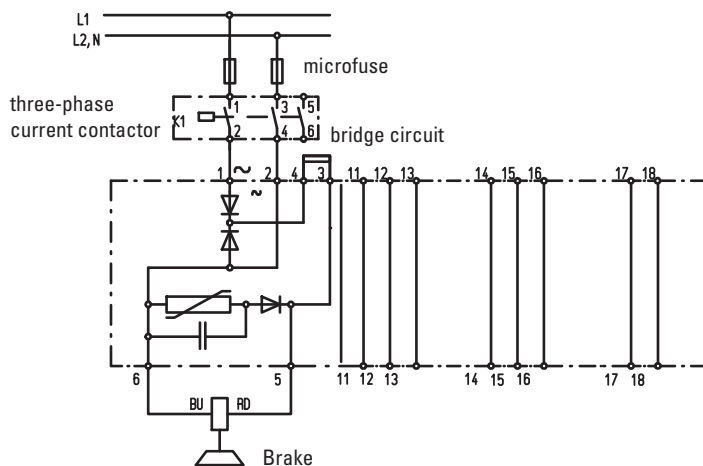 L1
L2, N
microfuse
three-phase
current contactor
K1
1 3 5
2 4 6
bridge circuit
1 ~ 2 4 3 11 12 13 14 15 16 17 18
~
6 5 11 12 13 14 15 16 17 18
BU RD
Brake